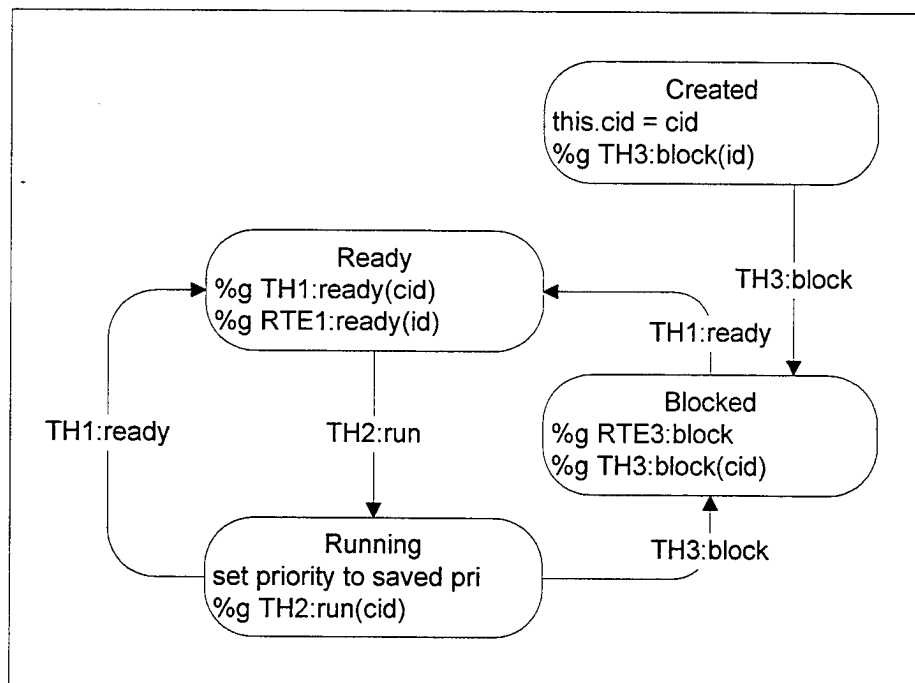 Created
this.cid = cid
%g TH3:block(id)
TH3:block
Ready
%g TH1:ready(cid)
%g RTE1:ready(id)
TH1:ready
TH1:ready
TH2:run
Blocked
%g RTE3:block
%g TH3:block(cid)
Running
set priority to saved pri
%g TH2:run(cid)
TH3:block